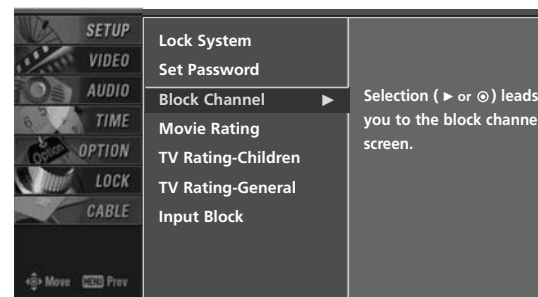 SETUP
VIDEO
AUDIO
TIME
OPTION
LOCK
CABLE
Move MENU Prev
Lock System
Set Password
Block Channel ►
Movie Rating
TV Rating-Children
TV Rating-General
Input Block
Selection ( ► or ◉ ) leads
you to the block channe
screen.